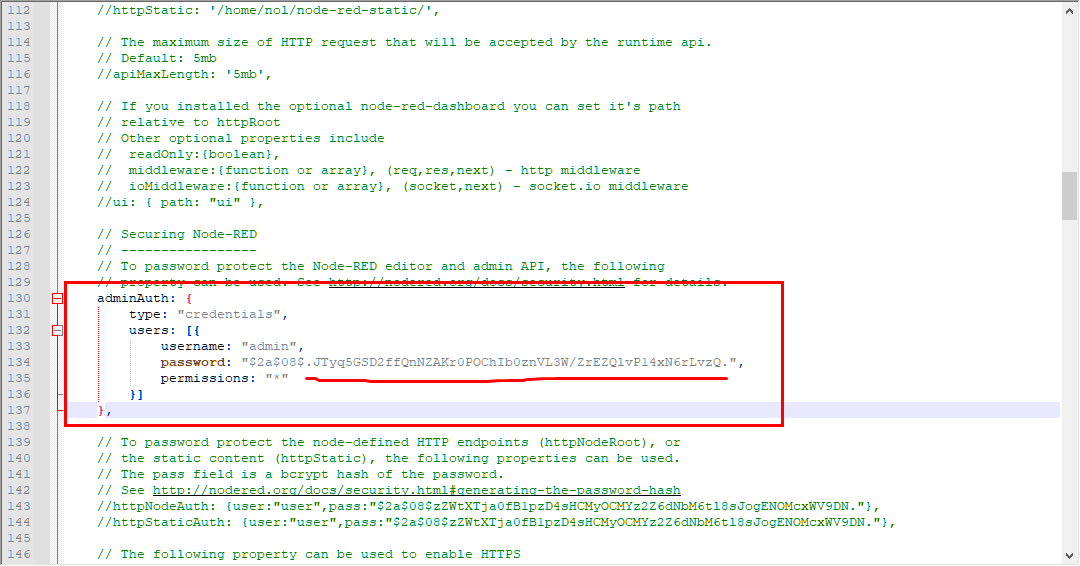 112 //httpStatic: '/home/nol/node-red-static/',
113
114 // The maximum size of HTTP request that will be accepted by the runtime api.
115 // Default: 5mb
116 //apiMaxLength: '5mb',
117
118 // If you installed the optional node-red-dashboard you can set it's path
119 // relative to httpRoot
120 // Other optional properties include
121 //  readOnly:{boolean},
122 //  middleware:{function or array}, (req,res,next) - http middleware
123 //  ioMiddleware:{function or array}, (socket,next) - socket.io middleware
124 //ui: { path: "ui" },
125
126 // Securing Node-RED
127 // -----------------
128 // To password protect the Node-RED editor and admin API, the following
129 // property can be used. See http://nodered.org/docs/security.html for details.
130 adminAuth: {
131     type: "credentials",
132     users: [{
133         username: "admin",
134         password: "$2a$08$.JTyq5GSD2ffQnNZAKr0POChIb0znVL3W/ZrEZQlvPl4xN6rLvzQ.",
135         permissions: "*"
136     }]
137 },
138
139 // To password protect the node-defined HTTP endpoints (httpNodeRoot), or
140 // the static content (httpStatic), the following properties can be used.
141 // The pass field is a bcrypt hash of the password.
142 // See http://nodered.org/docs/security.html#generating-the-password-hash
143 //httpNodeAuth: {user:"user",pass:"$2a$08$zZWtXTja0fB1pzD4sHCMyOCMYz2Z6dNbM6tl8sJogENOMcxWV9DN."},
144 //httpStaticAuth: {user:"user",pass:"$2a$08$zZWtXTja0fB1pzD4sHCMyOCMYz2Z6dNbM6tl8sJogENOMcxWV9DN."},
145
146 // The following property can be used to enable HTTPS